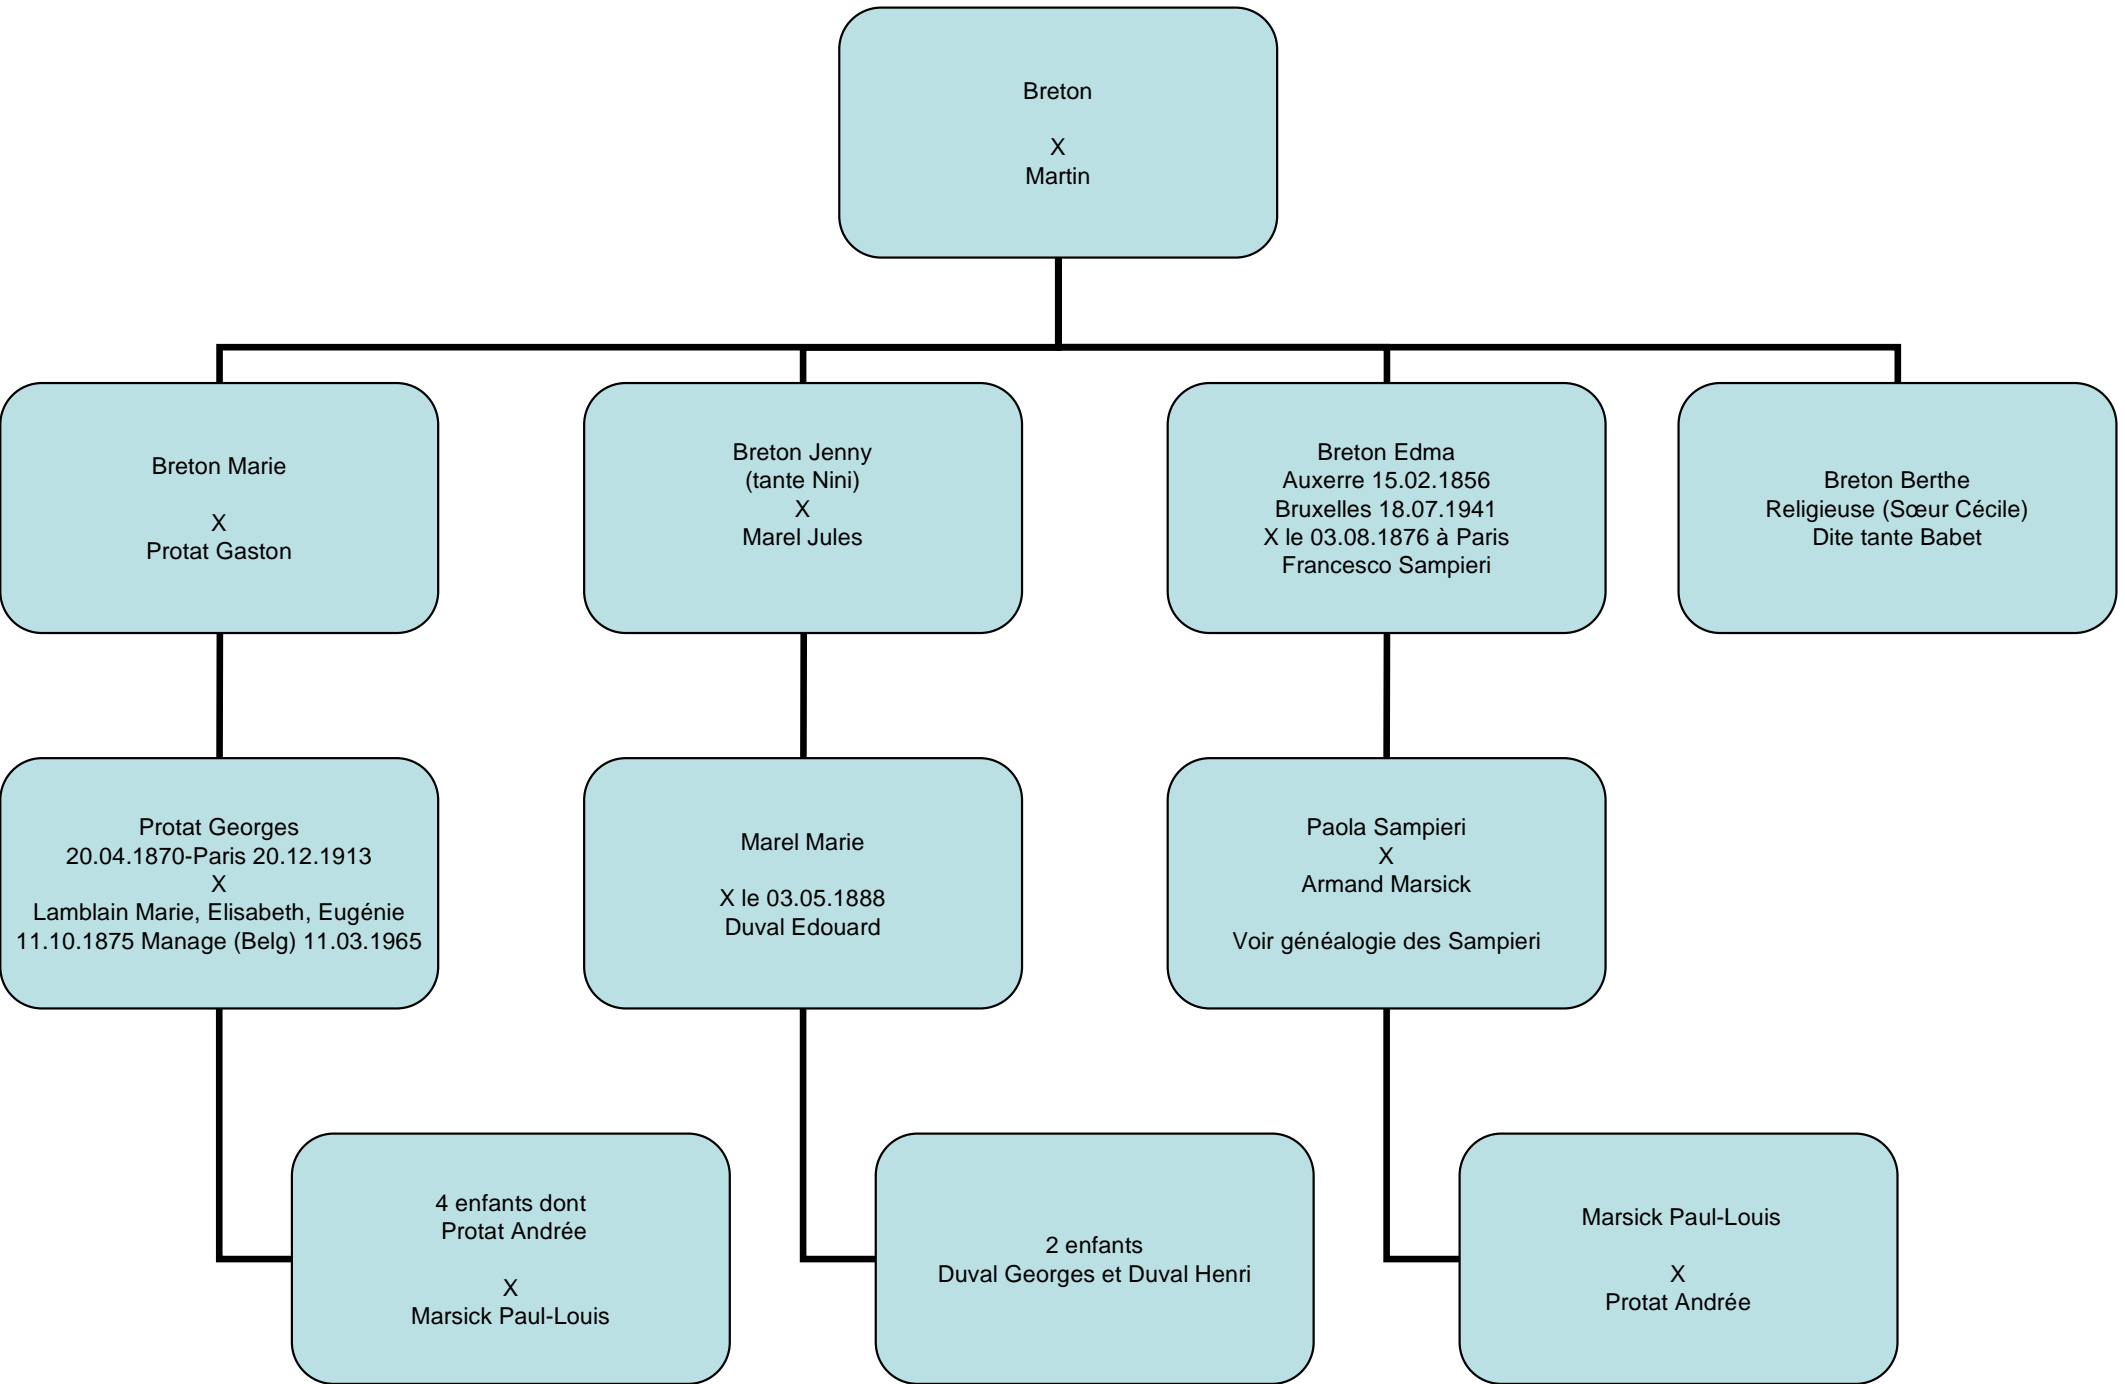 Breton
X
Martin
Breton Marie
X
Protat Gaston
Breton Jenny
(tante Nini)
X
Marel Jules
Breton Edma
Auxerre 15.02.1856
Bruxelles 18.07.1941
X le 03.08.1876 à Paris
Francesco Sampieri
Breton Berthe
Religieuse (Sœur Cécile)
Dite tante Babet
Protat Georges
20.04.1870-Paris 20.12.1913
X
Lamblain Marie, Elisabeth, Eugénie
11.10.1875 Manage (Belg) 11.03.1965
Marel Marie
X le 03.05.1888
Duval Edouard
Paola Sampieri
X
Armand Marsick
Voir généalogie des Sampieri
4 enfants dont
Protat Andrée
X
Marsick Paul-Louis
2 enfants
Duval Georges et Duval Henri
Marsick Paul-Louis
X
Protat Andrée